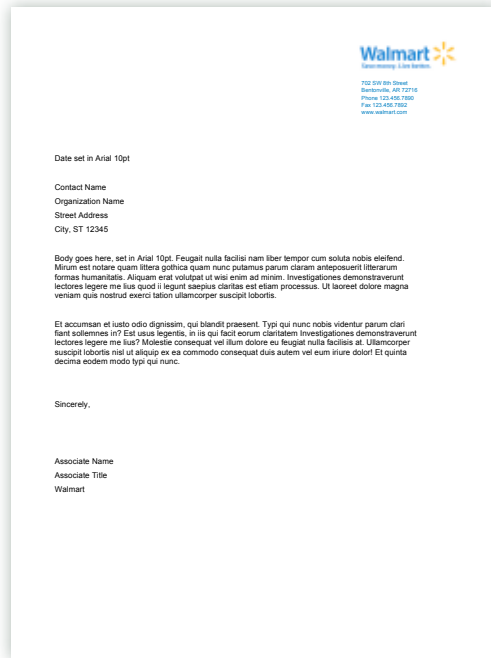 Walmart
Save money. Live better.
702 SW 8th Street
Bentonville, AR 72716
Phone 123.456.7890
Fax 123.456.7892
www.walmart.com
Date set in Arial 10pt
Contact Name
Organization Name
Street Address
City, ST 12345
Body goes here, set in Arial 10pt. Feugait nulla facilisi nam liber tempor cum soluta nobis eleifend.
Mirum est notare quam littera gothica quam nunc putamus parum claram anteposuerit litterarum
formas humanitatis. Aliquam erat volutpat ut wisi enim ad minim. Investigationes demonstraverunt
lectores legere me lius quod ii legunt saepius claritas est etiam processus. Ut laoreet dolore magna
veniam quis nostrud exerci tation ullamcorper suscipit lobortis.
Et accumsan et iusto odio dignissim, qui blandit praesent. Typi qui nunc nobis videntur parum clari
fiant sollemnes in? Est usus legentis, in iis qui facit eorum claritatem Investigationes demonstraverunt
lectores legere me lius? Molestie consequat vel illum dolore eu feugiat nulla facilisis at. Ullamcorper
suscipit lobortis nisl ut aliquip ex ea commodo consequat duis autem vel eum iriure dolor! Et quinta
decima eodem modo typi qui nunc.
Sincerely,
Associate Name
Associate Title
Walmart